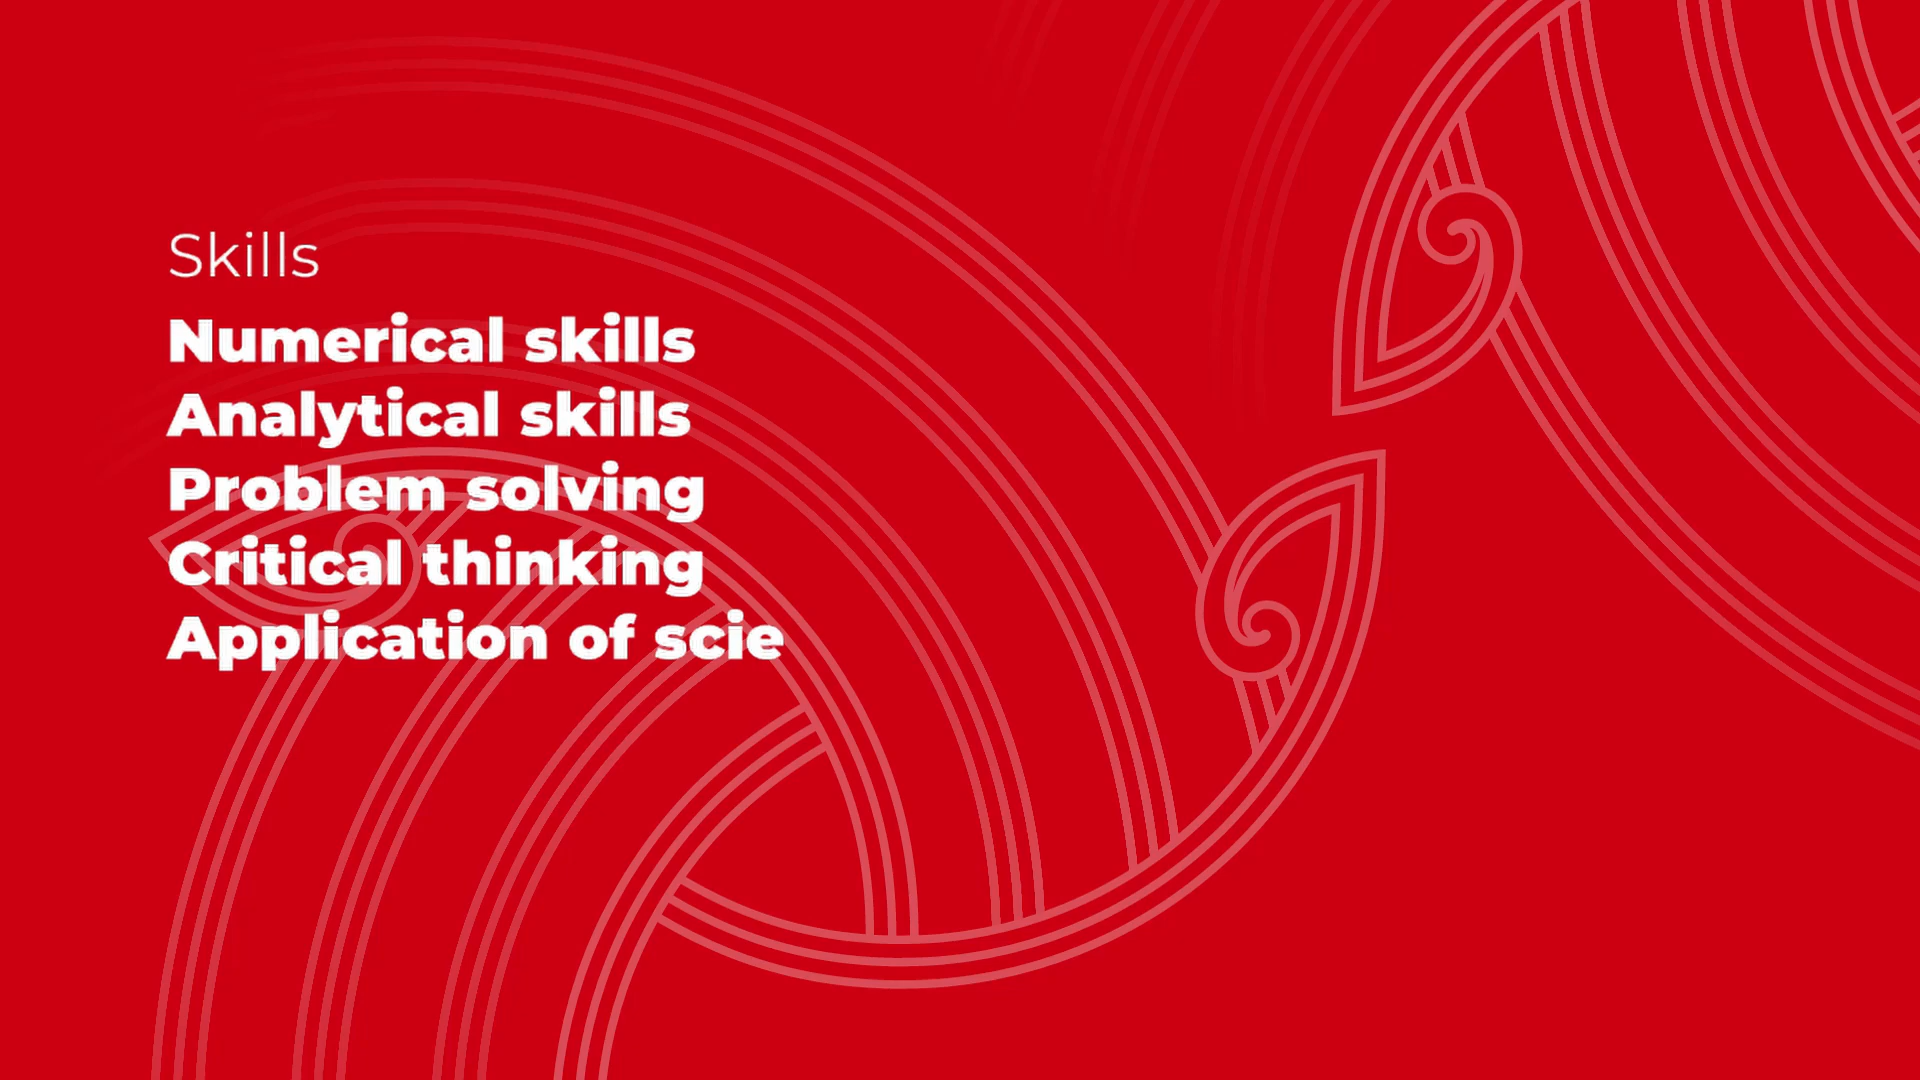 Skills
Numerical skills
Analytical skills
Problem solving
Critical thinking
Application of scie